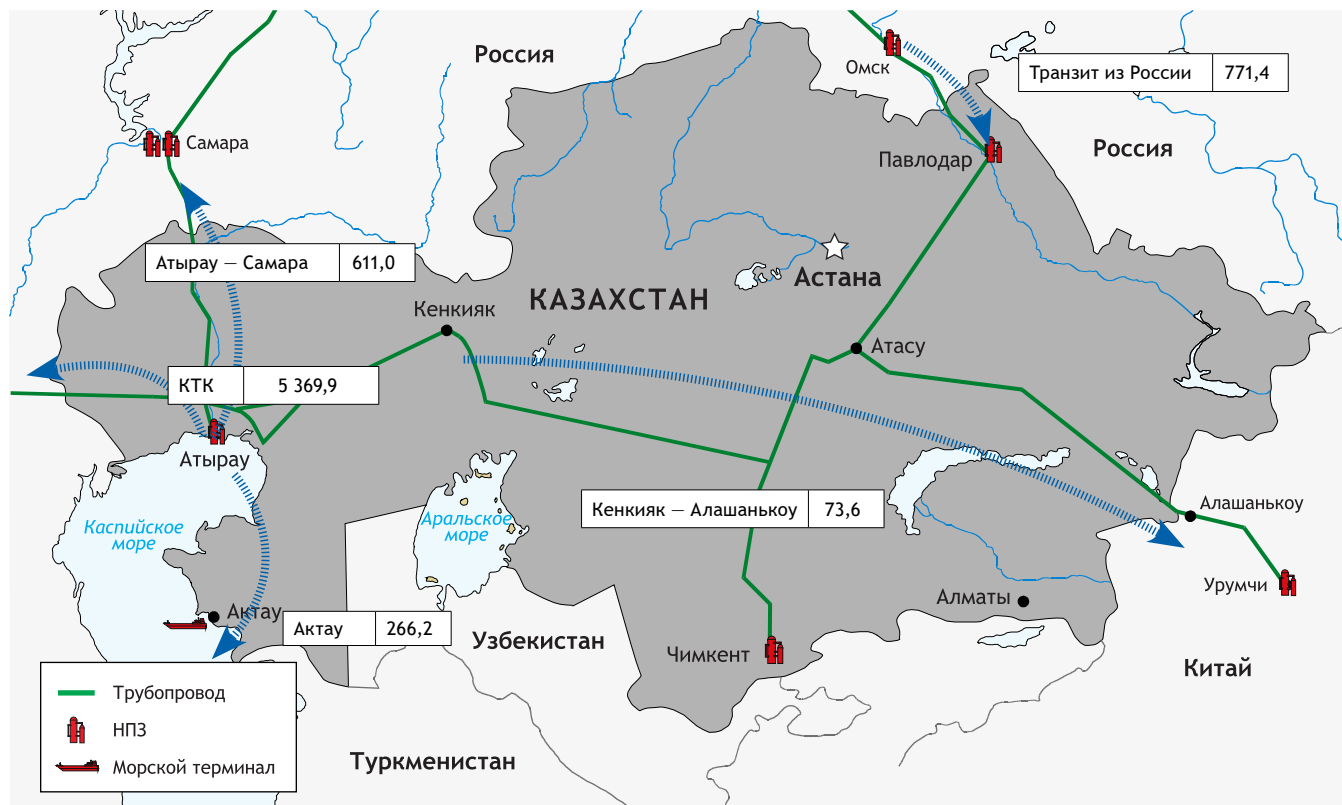 Россия
Омск
Транзит из России 771,4
Самара
Павлодар
Россия
Атырау — Самара 611,0
Астана
КАЗАХСТАН
Кенкияк
Атасу
КТК 5 369,9
Атырау
Каспийское
море
Аральское
море
Кенкияк — Алашанькоу 73,6
Алашанькоу
Урумчи
Алматы
Актау
Актау 266,2
Узбекистан
Чимкент
Китай
Трубопровод
НПЗ
Морской терминал
Туркменистан